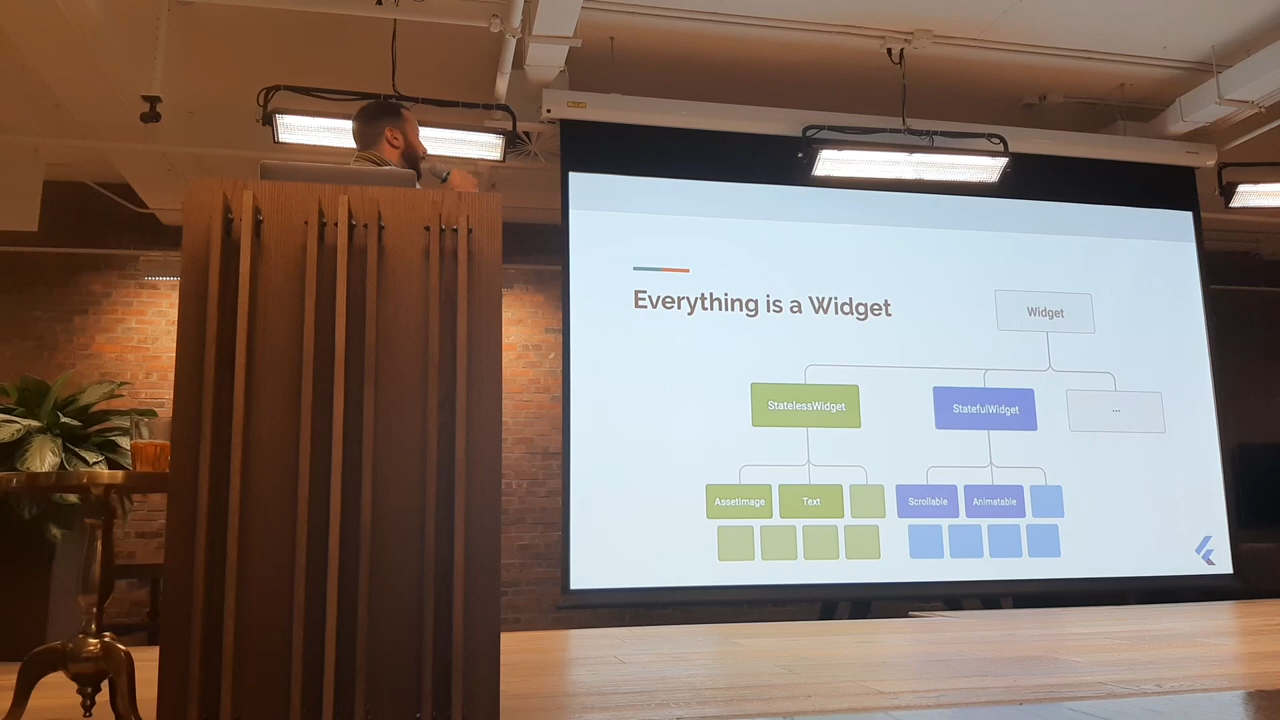 Everything is a Widget
Widget
StatelessWidget
StatefulWidget
...
AssetImage
Text
Scrollable
Animatable